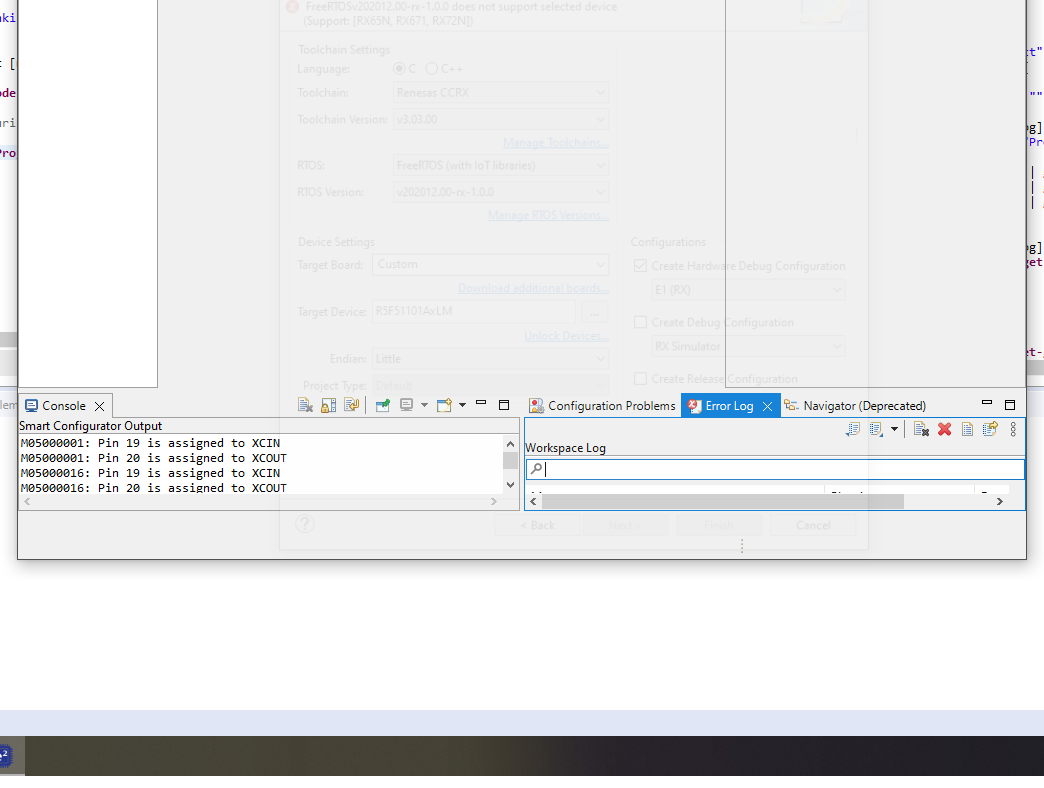 FreeRTOSv202012.00-rx-1.0.0 does not support selected device
(Support: [RX65N, RX671, RX72N])
Toolchain Settings
Language: C C++
Toolchain: Renesas CCRX
Toolchain Version: v3.03.00
Manage Toolchains...
RTOS: FreeRTOS (with IoT libraries)
RTOS Version: v202012.00-rx-1.0.0
Manage RTOS Versions...
Device Settings
Target Board: Custom
Download additional boards...
Target Device: R5F51101AxLM
...
Unlock Devices...
Endian: Little
Project Type: Default
Configurations
Create Hardware Debug Configuration
E1 (RX)
Create Debug Configuration
RX Simulator
Create Release Configuration
Console
Smart Configurator Output
M05000001: Pin 19 is assigned to XCIN
M05000001: Pin 20 is assigned to XCOUT
M05000016: Pin 19 is assigned to XCIN
M05000016: Pin 20 is assigned to XCOUT
Configuration Problems
Error Log
Navigator (Deprecated)
Workspace Log
< Back
Next >
Finish
Cancel